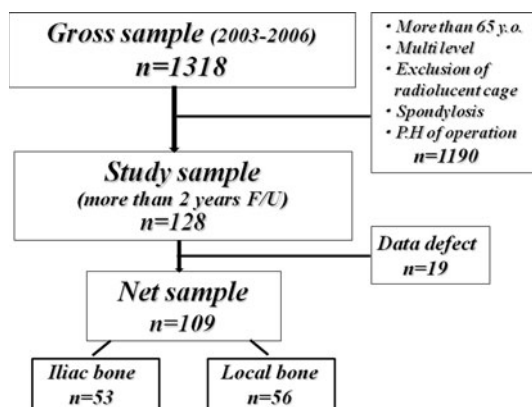 Gross sample (2003-2006)
n=1318
• More than 65 y.o.
• Multi level
• Exclusion of
radiolucent cage
• Spondylosis
• P.H of operation
n=1190
Study sample
(more than 2 years F/U)
n=128
Data defect
n=19
Net sample
n=109
Iliac bone
n=53
Local bone
n=56